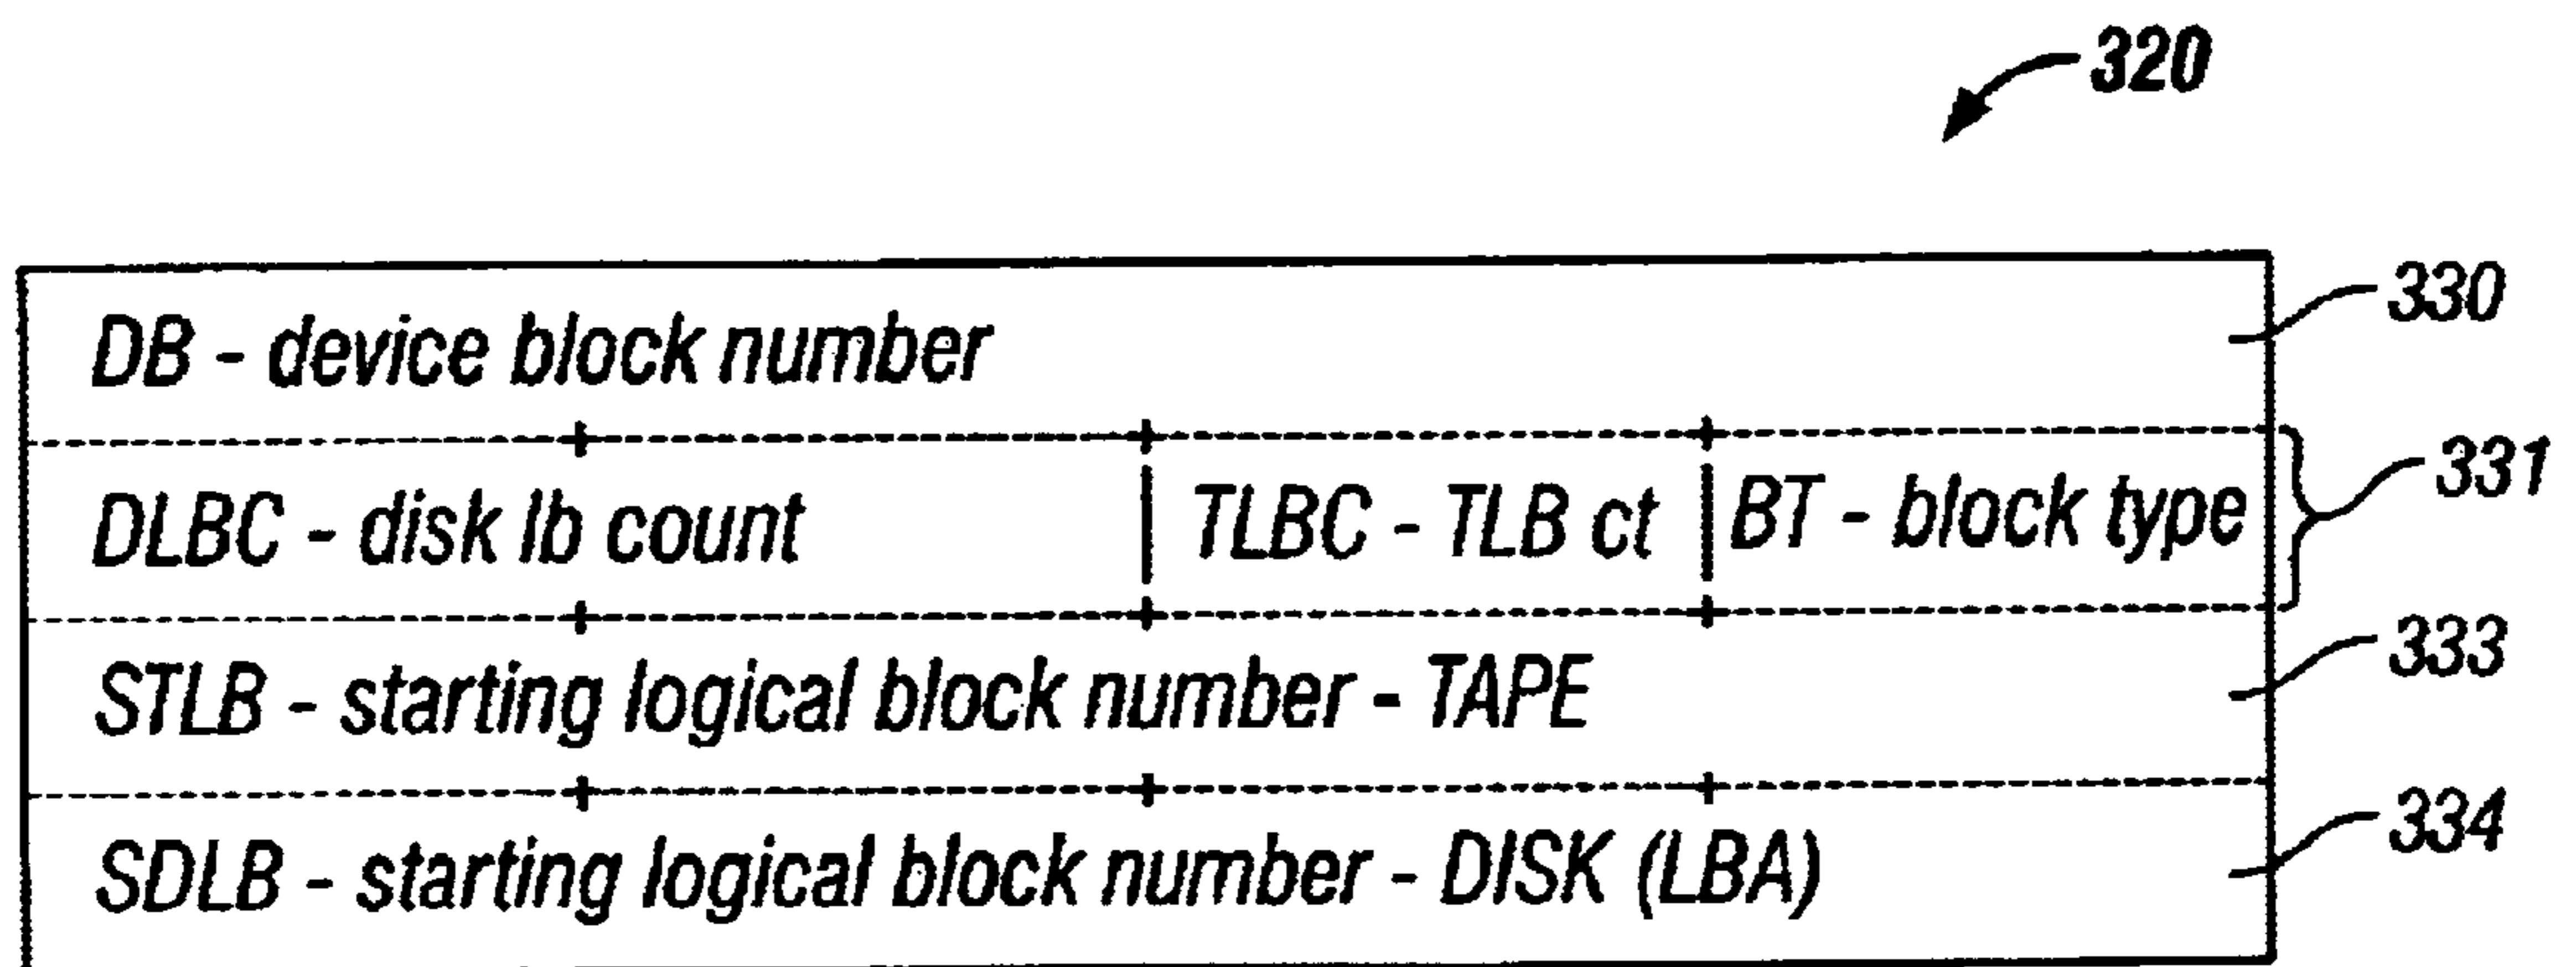 320
DB - device block number 330
DLBC - disk lb count TLBC - TLB ct BT - block type 331
STLB - starting logical block number - TAPE 333
SDLB - starting logical block number - DISK (LBA) 334